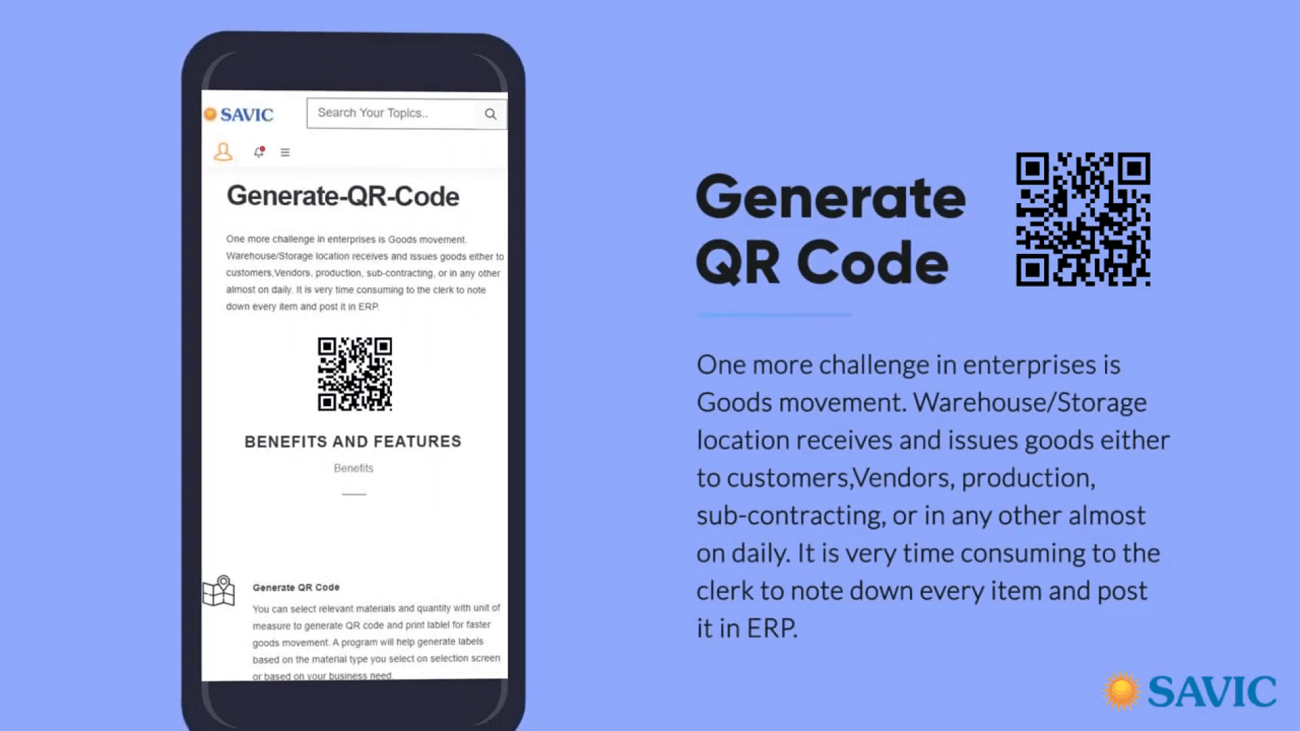 SAVIC
Search Your Topics..
Generate-QR-Code
One more challenge in enterprises is Goods movement.
Warehouse/Storage location receives and issues goods either to
customers,Vendors, production, sub-contracting, or in any other
almost on daily. It is very time consuming to the clerk to note
down every item and post it in ERP.
BENEFITS AND FEATURES
Benefits
Generate QR Code
You can select relevant materials and quantity with unit of
measure to generate QR code and print lablel for faster
goods movement. A program will help generate labels
based on the material type you select on selection screen
or based on your business need.
Generate
QR Code
One more challenge in enterprises is
Goods movement. Warehouse/Storage
location receives and issues goods either
to customers,Vendors, production,
sub-contracting, or in any other almost
on daily. It is very time consuming to the
clerk to note down every item and post
it in ERP.
SAVIC